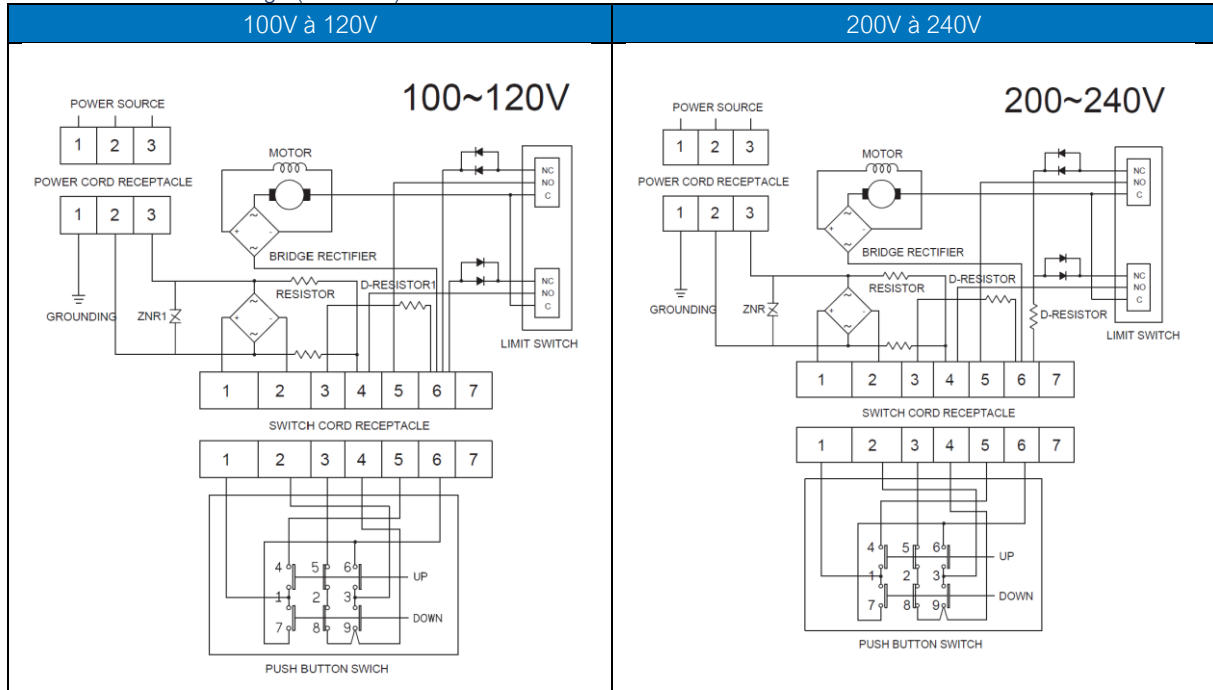 100V à 120V
200V à 240V
100~120V
POWER SOURCE
1 2 3
MOTOR
NC
NO
C
POWER CORD RECEPTACLE
1 2 3
~
+ -
~
BRIDGE RECTIFIER
RESISTOR
D-RESISTOR1
NC
NO
C
GROUNDING
ZNR1
~
+ -
~
LIMIT SWITCH
1 2 3 4 5 6 7
SWITCH CORD RECEPTACLE
1 2 3 4 5 6 7
4 5 6
UP
1 2 3
DOWN
7 8 9
PUSH BUTTON SWICH
200~240V
POWER SOURCE
1 2 3
MOTOR
NC
NO
C
POWER CORD RECEPTACLE
1 2 3
~
+ -
~
BRIDGE RECTIFIER
RESISTOR
D-RESISTOR
NC
NO
C
GROUNDING
ZNR
~
+ -
~
D-RESISTOR
LIMIT SWITCH
1 2 3 4 5 6 7
SWITCH CORD RECEPTACLE
1 2 3 4 5 6 7
4 5 6
UP
1 2 3
DOWN
7 8 9
PUSH BUTTON SWITCH